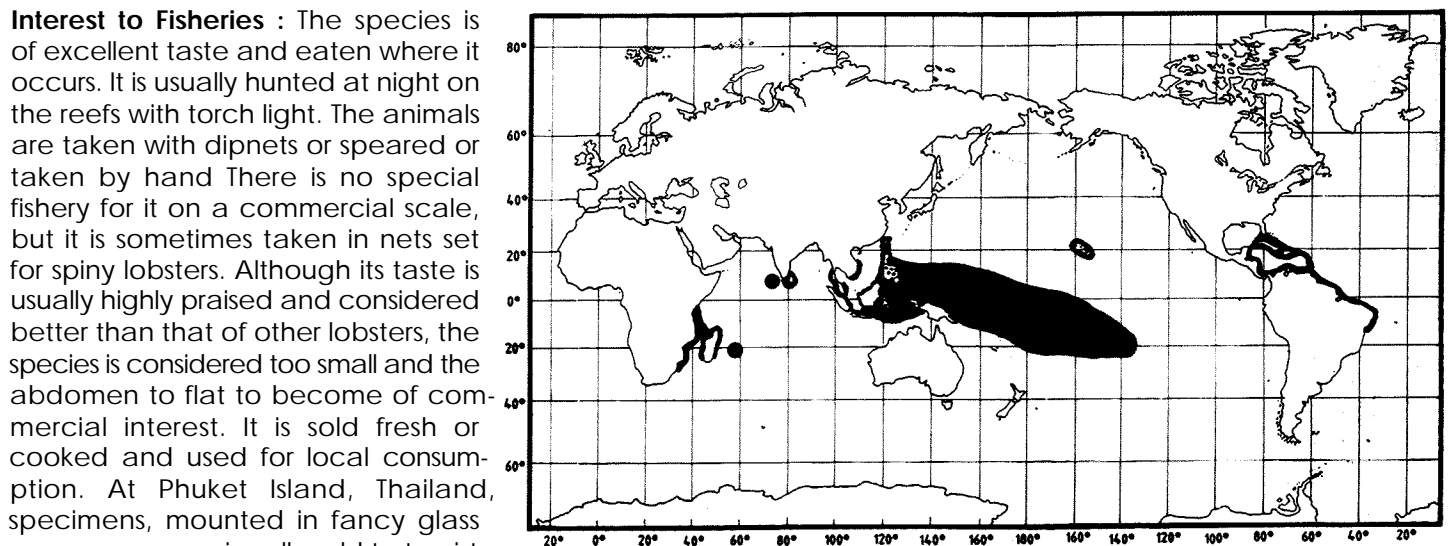 Interest to Fisheries : The species is
of excellent taste and eaten where it
occurs. It is usually hunted at night on
the reefs with torch light. The animals
are taken with dipnets or speared or
taken by hand There is no special
fishery for it on a commercial scale,
but it is sometimes taken in nets set
for spiny lobsters. Although its taste is
usually highly praised and considered
better than that of other lobsters, the
species is considered too small and the
abdomen to flat to become of com-
mercial interest. It is sold fresh or
cooked and used for local consum-
ption. At Phuket Island, Thailand,
specimens, mounted in fancy glass
80°
60°
40°
20°
0°
20°
40°
60°
20° 0° 20° 40° 60° 80° 100° 120° 140° 160° 180° 160° 140° 120° 100° 80° 60° 40° 20°